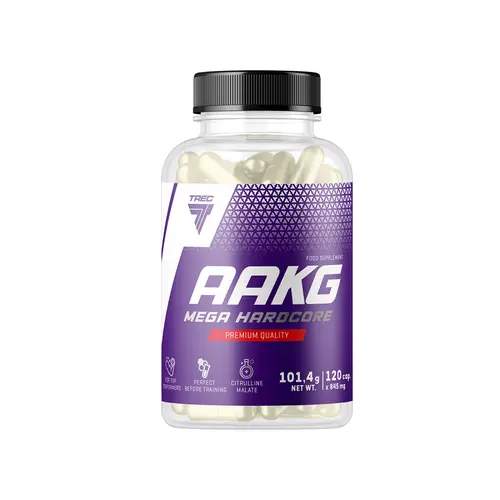 TREC
FOOD SUPPLEMENT
AAKG
MEGA HARDCORE
PREMIUM QUALITY
FOR TOP
PERFORMERS
PERFECT
BEFORE TRAINING
CITRULLINE
MALATE
101,4g
NET WT.
120 cap.
x 845 mg